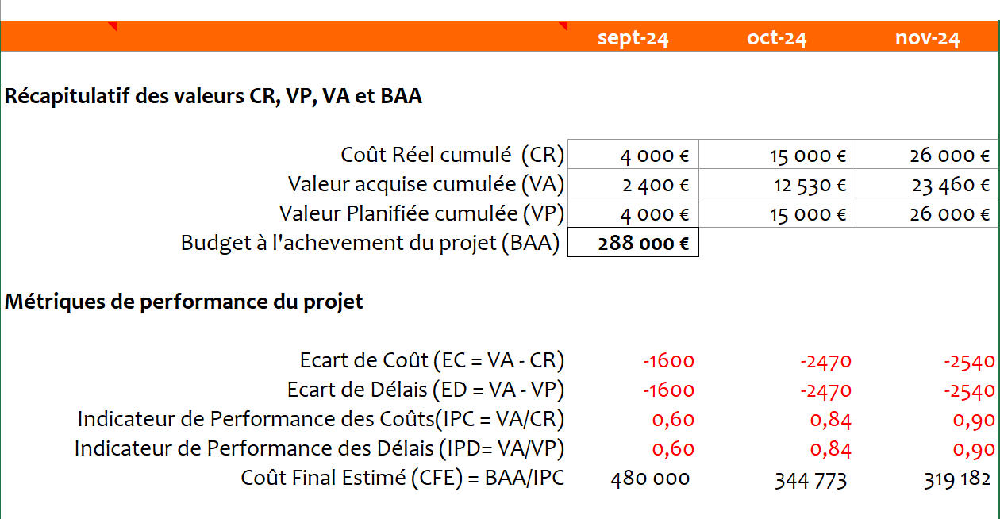 sept-24 oct-24 nov-24
Récapitulatif des valeurs CR, VP, VA et BAA
Coût Réel cumulé (CR) 4 000 € 15 000 € 26 000 €
Valeur acquise cumulée (VA) 2 400 € 12 530 € 23 460 €
Valeur Planifiée cumulée (VP) 4 000 € 15 000 € 26 000 €
Budget à l'achevement du projet (BAA) 288 000 €
Métriques de performance du projet
Ecart de Coût (EC = VA - CR) -1600 -2470 -2540
Ecart de Délais (ED = VA - VP) -1600 -2470 -2540
Indicateur de Performance des Coûts(IPC = VA/CR) 0,60 0,84 0,90
Indicateur de Performance des Délais (IPD= VA/VP) 0,60 0,84 0,90
Coût Final Estimé (CFE) = BAA/IPC 480 000 344 773 319 182